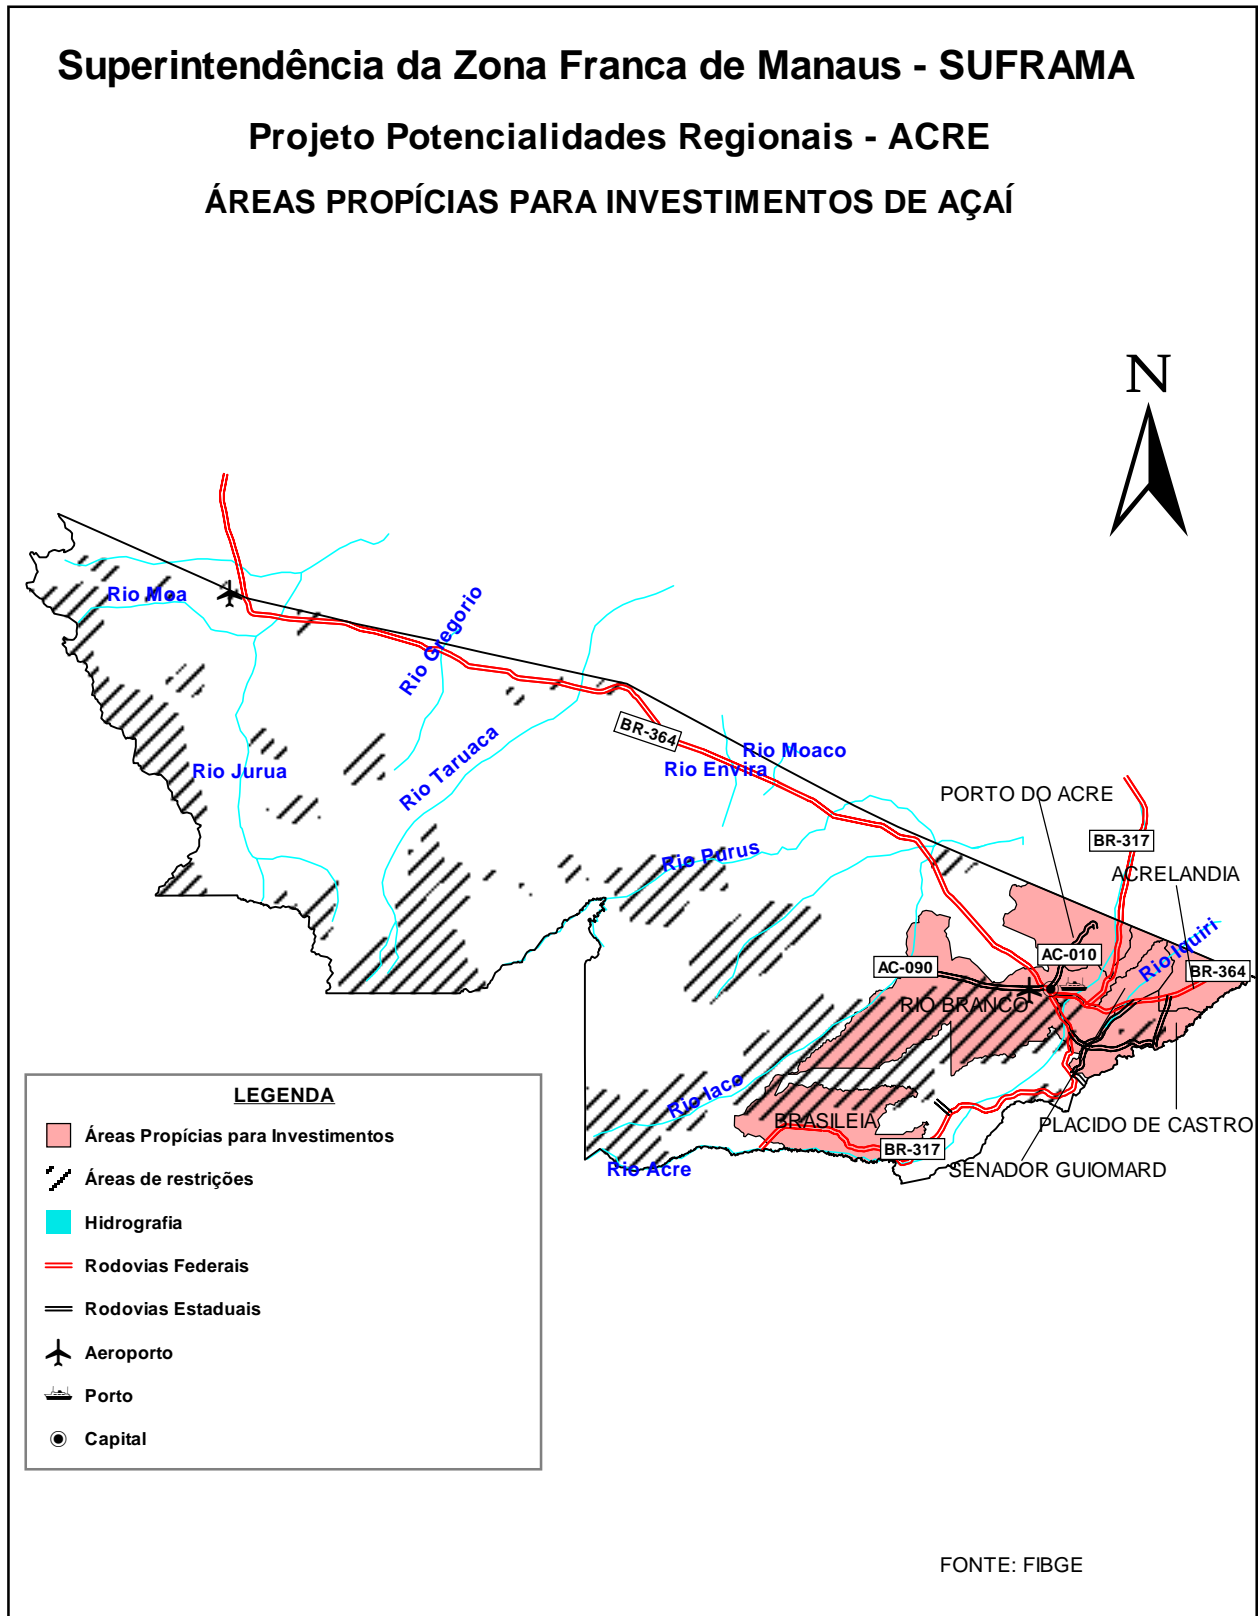 Superintendência da Zona Franca de Manaus - SUFRAMA
Projeto Potencialidades Regionais - ACRE
ÁREAS PROPÍCIAS PARA INVESTIMENTOS DE AÇAÍ
N
Rio Moa
Rio Gregorio
BR-364
Rio Moaco
Rio Envira
Rio Jurua
Rio Taruaca
PORTO DO ACRE
BR-317
Rio Purus
ACRELANDIA
Rio Iquiri
AC-010
AC-090
BR-364
RIO BRANCO
Rio Iaco
BRASILEIA
PLACIDO DE CASTRO
BR-317
Rio Acre
SENADOR GUIOMARD
LEGENDA
Áreas Propícias para Investimentos
Áreas de restrições
Hidrografia
Rodovias Federais
Rodovias Estaduais
Aeroporto
Porto
Capital
FONTE: FIBGE